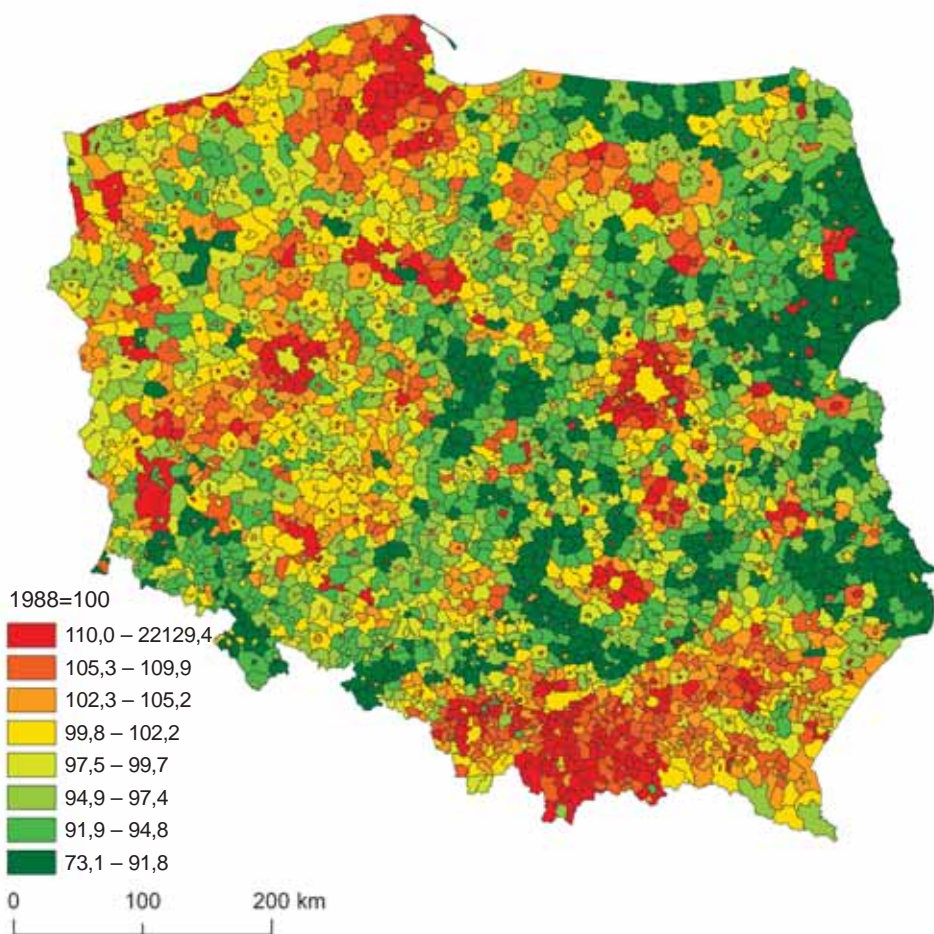 1988=100
110,0 – 22129,4
105,3 – 109,9
102,3 – 105,2
99,8 – 102,2
97,5 – 99,7
94,9 – 97,4
91,9 – 94,8
73,1 – 91,8
0 100 200 km